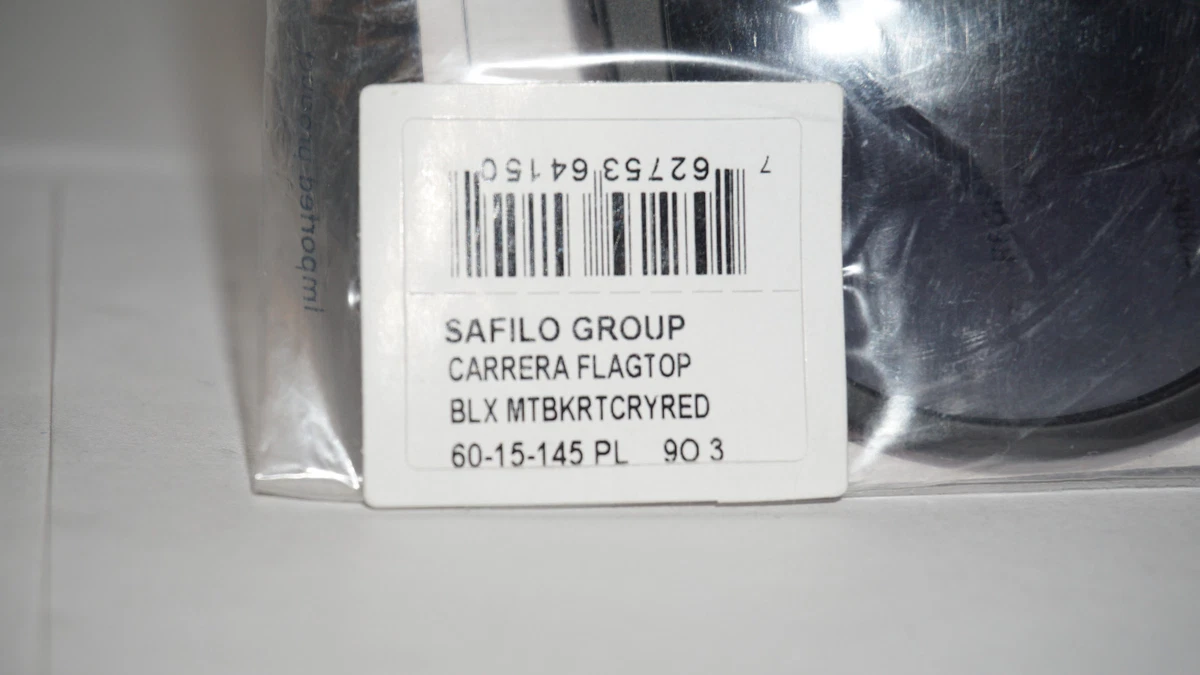 7 62753 64150
SAFILO GROUP
CARRERA FLAGTOP
BLX MTBKRTCRYRED
60-15-145 PL 9O 3